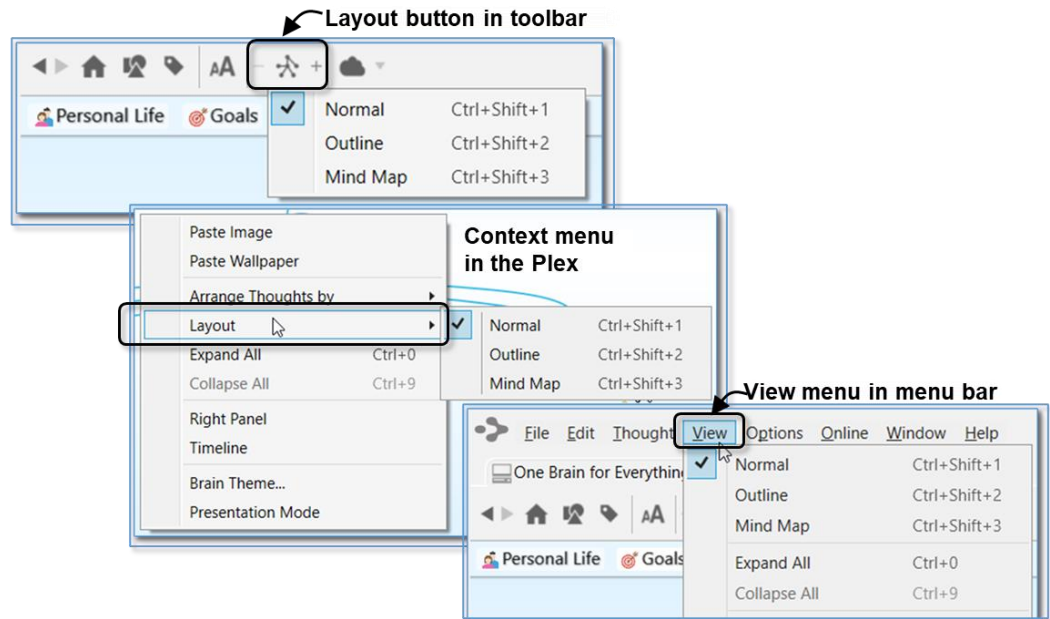 Layout button in toolbar
AA
Personal Life Goals
Normal Ctrl+Shift+1
Outline Ctrl+Shift+2
Mind Map Ctrl+Shift+3
Context menu
in the Plex
Paste Image
Paste Wallpaper
Arrange Thoughts by
Layout
Expand All Ctrl+0
Collapse All Ctrl+9
Right Panel
Timeline
Brain Theme...
Presentation Mode
Normal Ctrl+Shift+1
Outline Ctrl+Shift+2
Mind Map Ctrl+Shift+3
View menu in menu bar
File Edit Thought View Options Online Window Help
One Brain for Everything
AA
Personal Life Goals
Normal Ctrl+Shift+1
Outline Ctrl+Shift+2
Mind Map Ctrl+Shift+3
Expand All Ctrl+0
Collapse All Ctrl+9